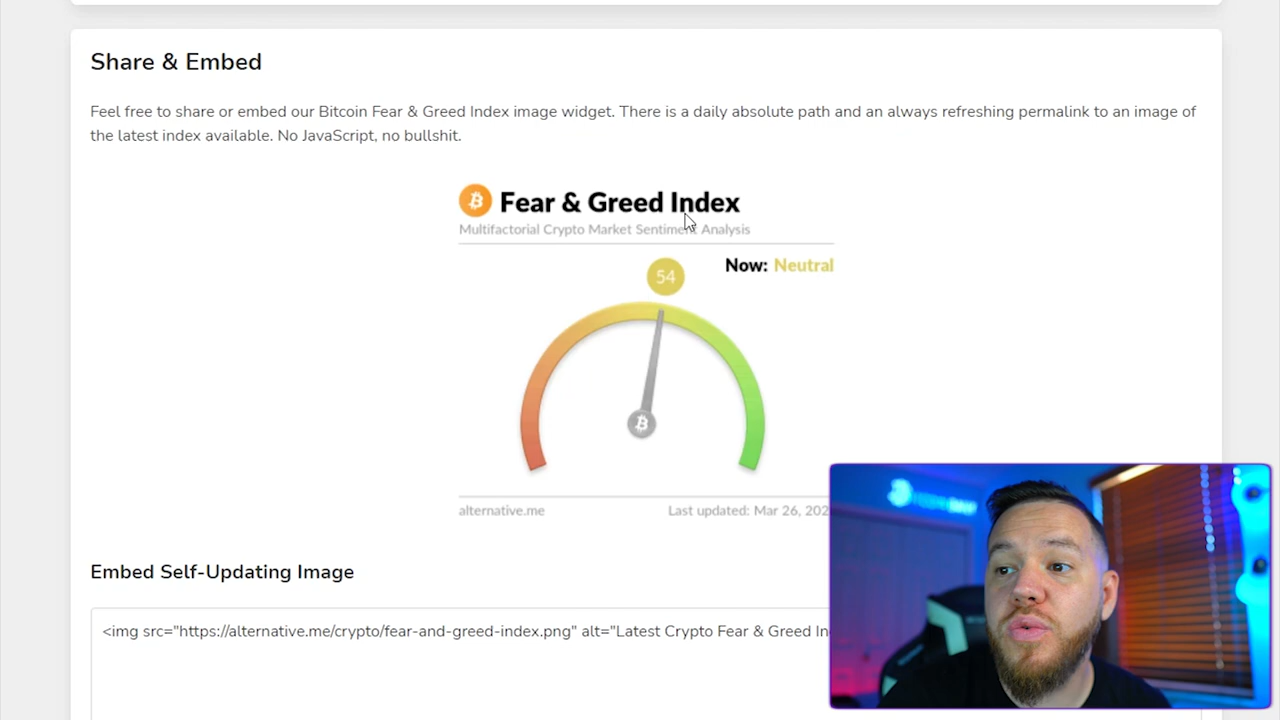 Share & Embed
Feel free to share or embed our Bitcoin Fear & Greed Index image widget. There is a daily absolute path and an always refreshing permalink to an image of
the latest index available. No JavaScript, no bullshit.
Fear & Greed Index
Multifactorial Crypto Market Sentiment Analysis
Now: Neutral
54
alternative.me
Last updated: Mar 26, 202
Embed Self-Updating Image
<img src="https://alternative.me/crypto/fear-and-greed-index.png" alt="Latest Crypto Fear & Greed In